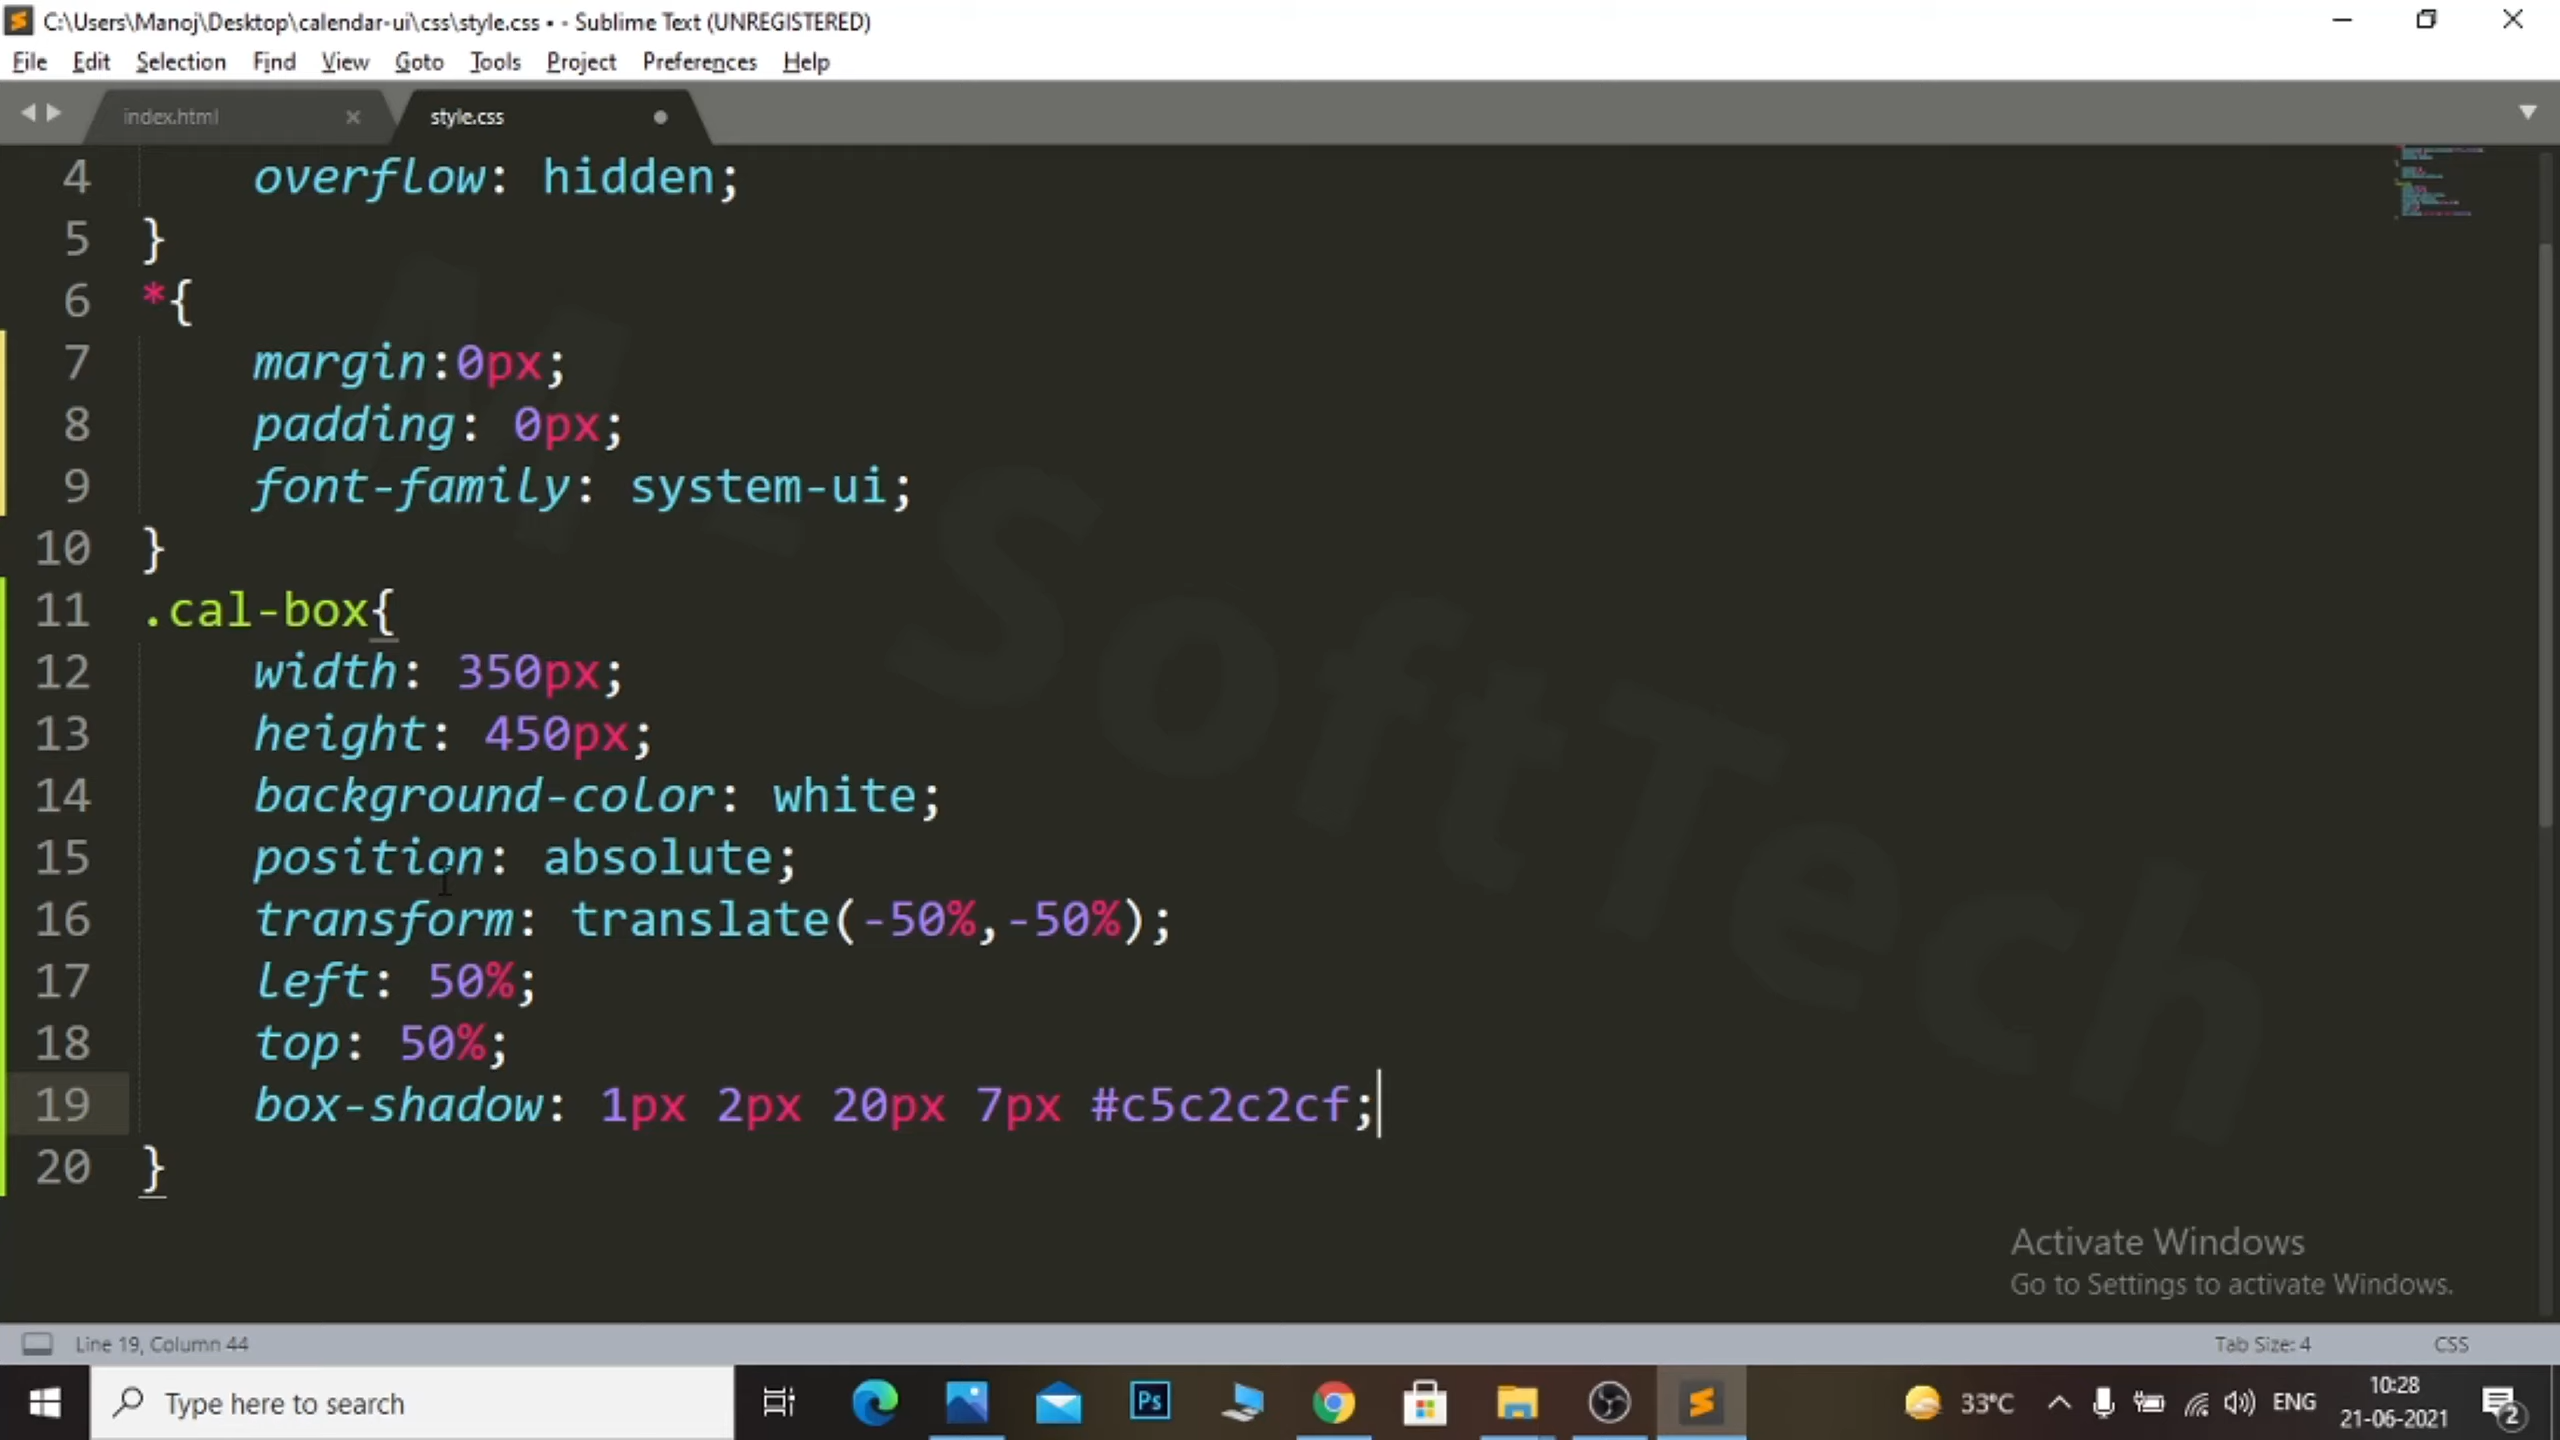 C:\Users\Manoj\Desktop\calendar-ui\css\style.css • - Sublime Text (UNREGISTERED)
File Edit Selection Find View Goto Tools Project Preferences Help
index.html × style.css
4 overflow: hidden;
5 }
6 *{
7 margin:0px;
8 padding: 0px;
9 font-family: system-ui;
10 }
11 .cal-box{
12 width: 350px;
13 height: 450px;
14 background-color: white;
15 position: absolute;
16 transform: translate(-50%,-50%);
17 left: 50%;
18 top: 50%;
19 box-shadow: 1px 2px 20px 7px #c5c2c2cf;
20 }
M - SoftTech
Activate Windows
Go to Settings to activate Windows.
Line 19, Column 44 Tab Size: 4 CSS
Type here to search Ps 33°C ENG 10:28
21-06-2021 2